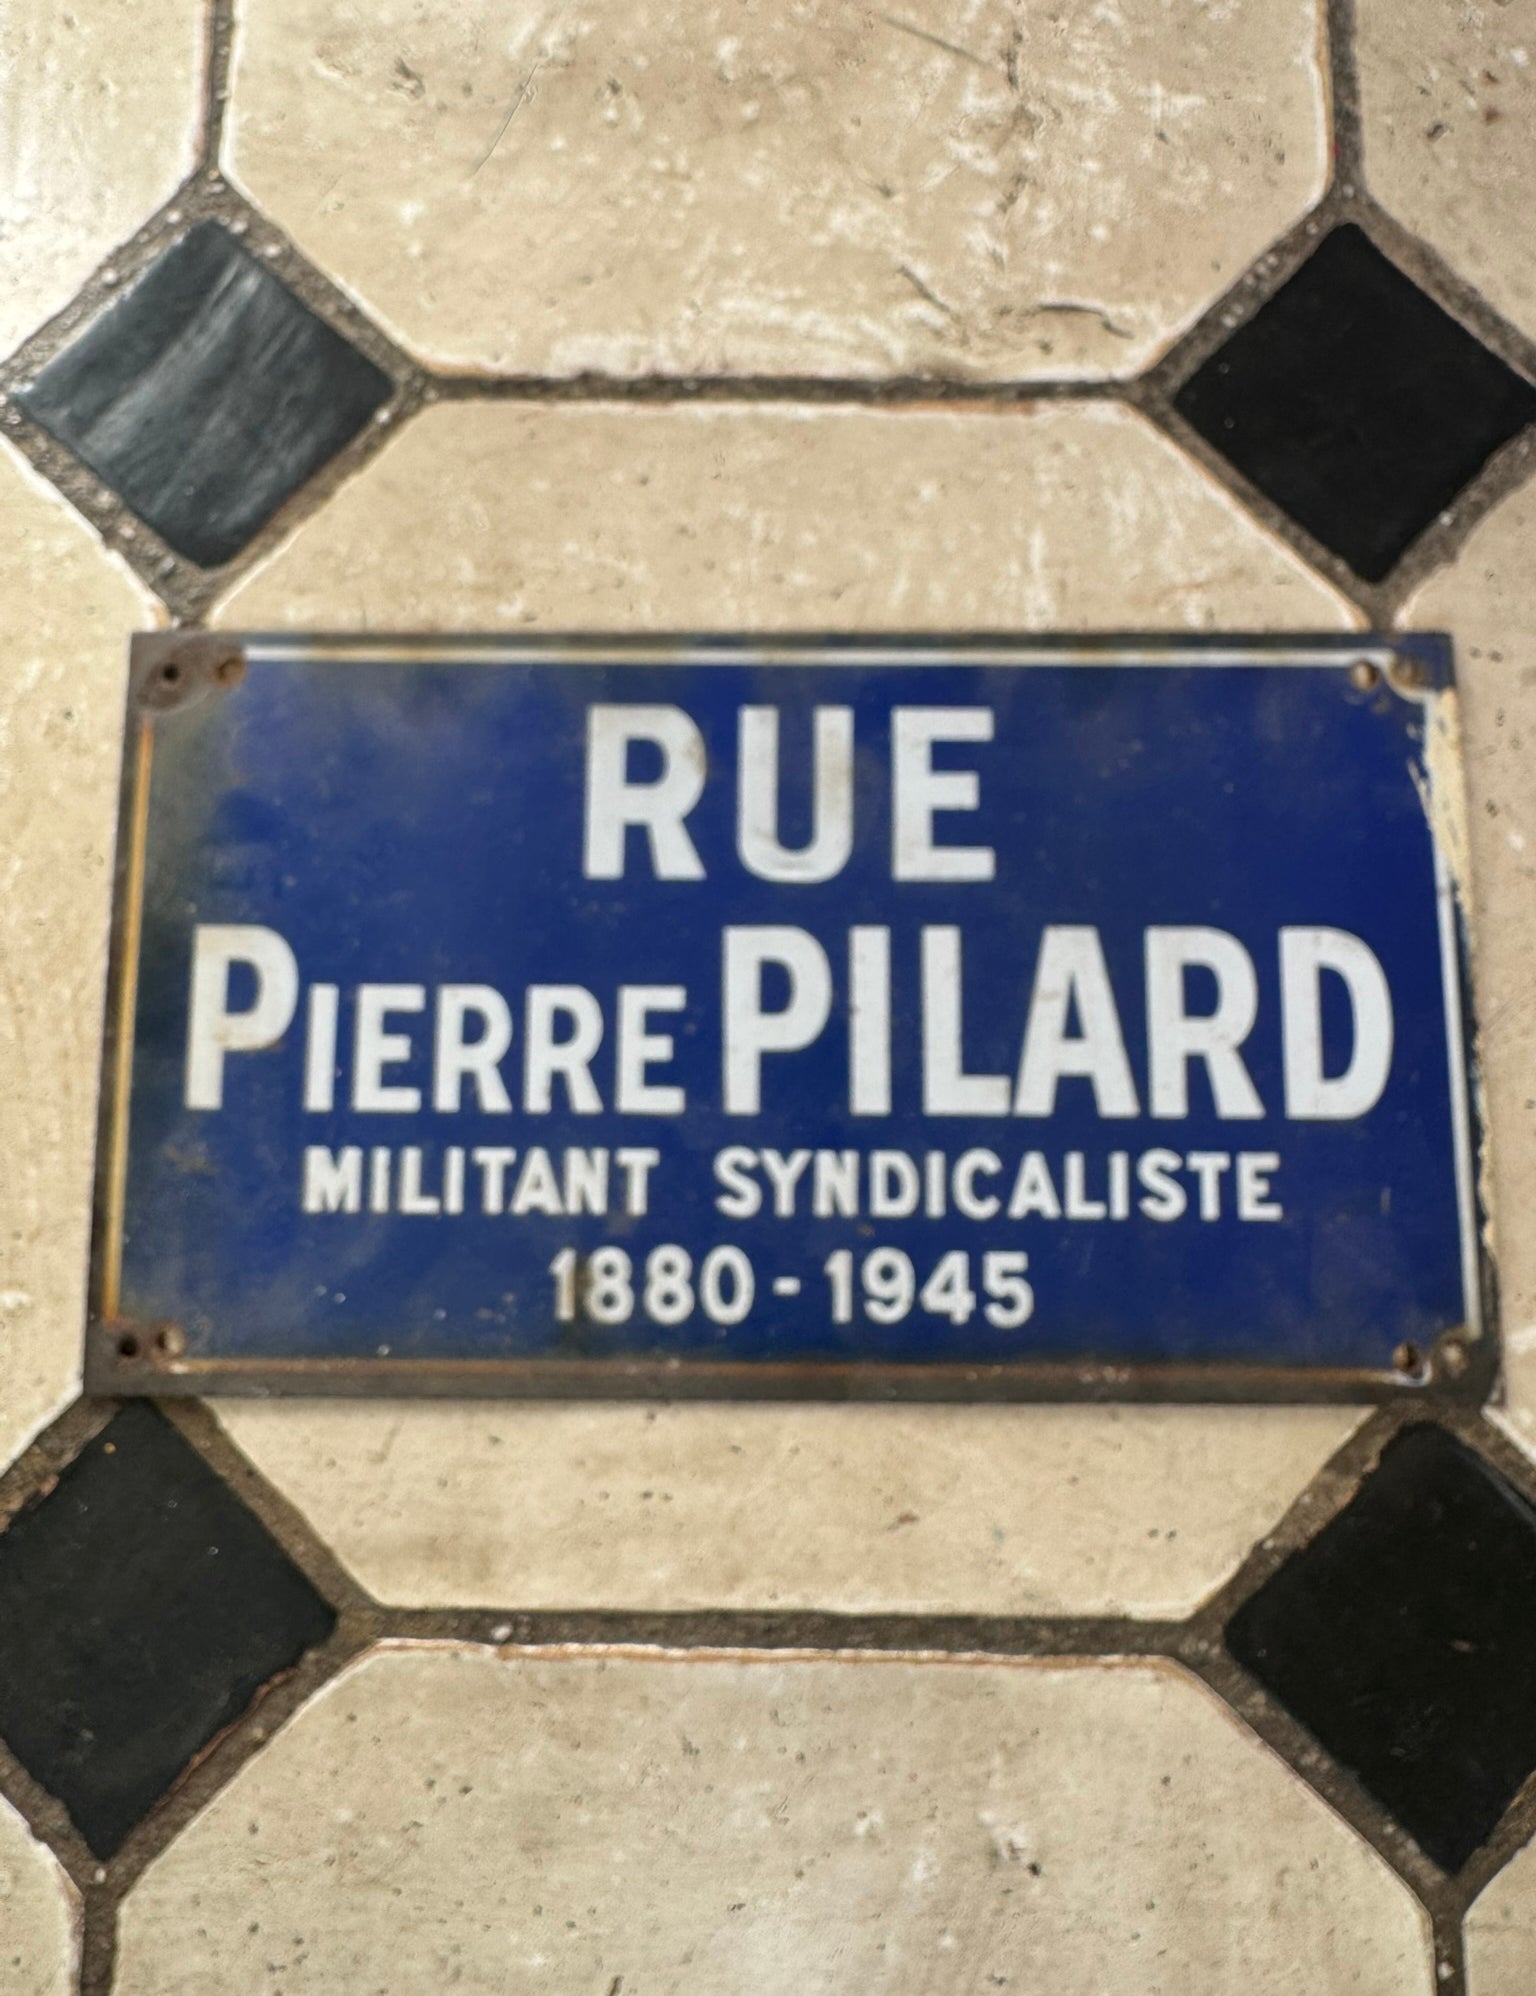 RUE
PIERRE PILARD
MILITANT SYNDICALISTE
1880-1945